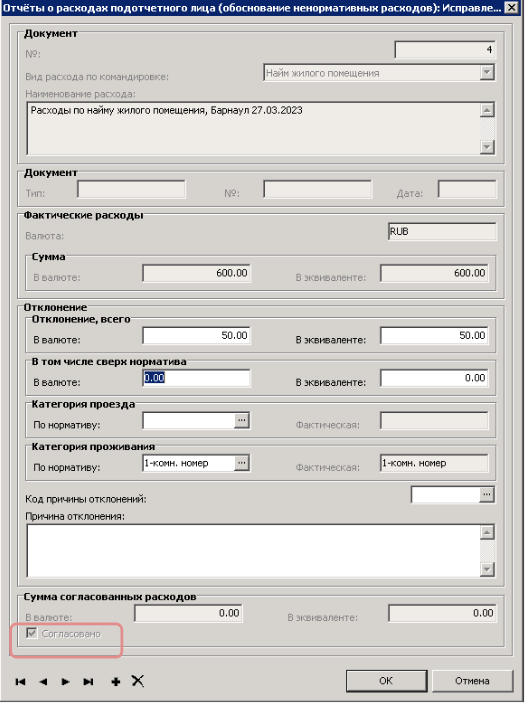 Отчёты о расходах подотчетного лица (обоснование ненормативных расходов): Исправле...
Документ
№: 4
Вид расхода по командировке: Найм жилого помещения
Наименование расхода:
Расходы по найму жилого помещения, Барнаул 27.03.2023
Документ
Тип: №: Дата:
Фактические расходы
Валюта: RUB
Сумма
В валюте: 600.00 В эквиваленте: 600.00
Отклонение
Отклонение, всего
В валюте: 50.00 В эквиваленте: 50.00
В том числе сверх норматива
В валюте: 0.00 В эквиваленте: 0.00
Категория проезда
По нормативу: ... Фактическая:
Категория проживания
По нормативу: 1-комн. номер ... Фактическая: 1-комн. номер
Код причины отклонений: ...
Причина отклонения:
Сумма согласованных расходов
В валюте: 0.00 В эквиваленте: 0.00
Согласовано
OK Отмена